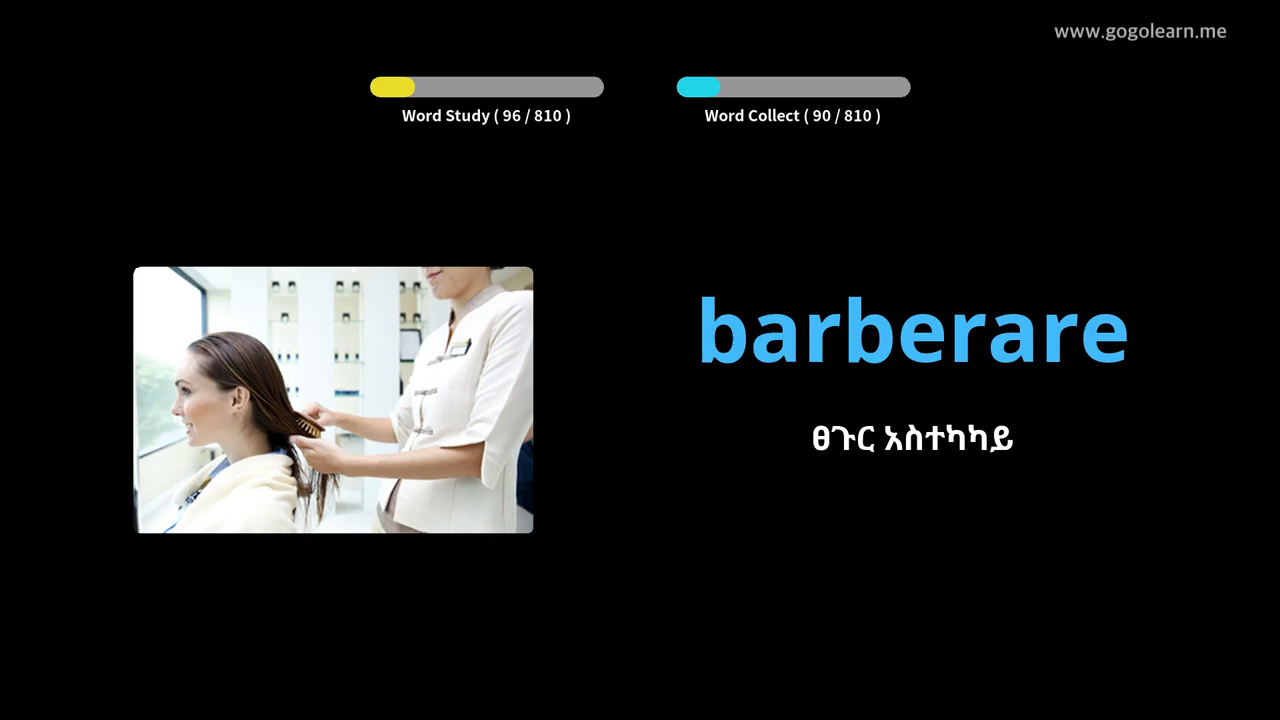 www.gogolearn.me
Word Study ( 96 / 810 )
Word Collect ( 90 / 810 )
barberare
ፀጉር አስተካካይ